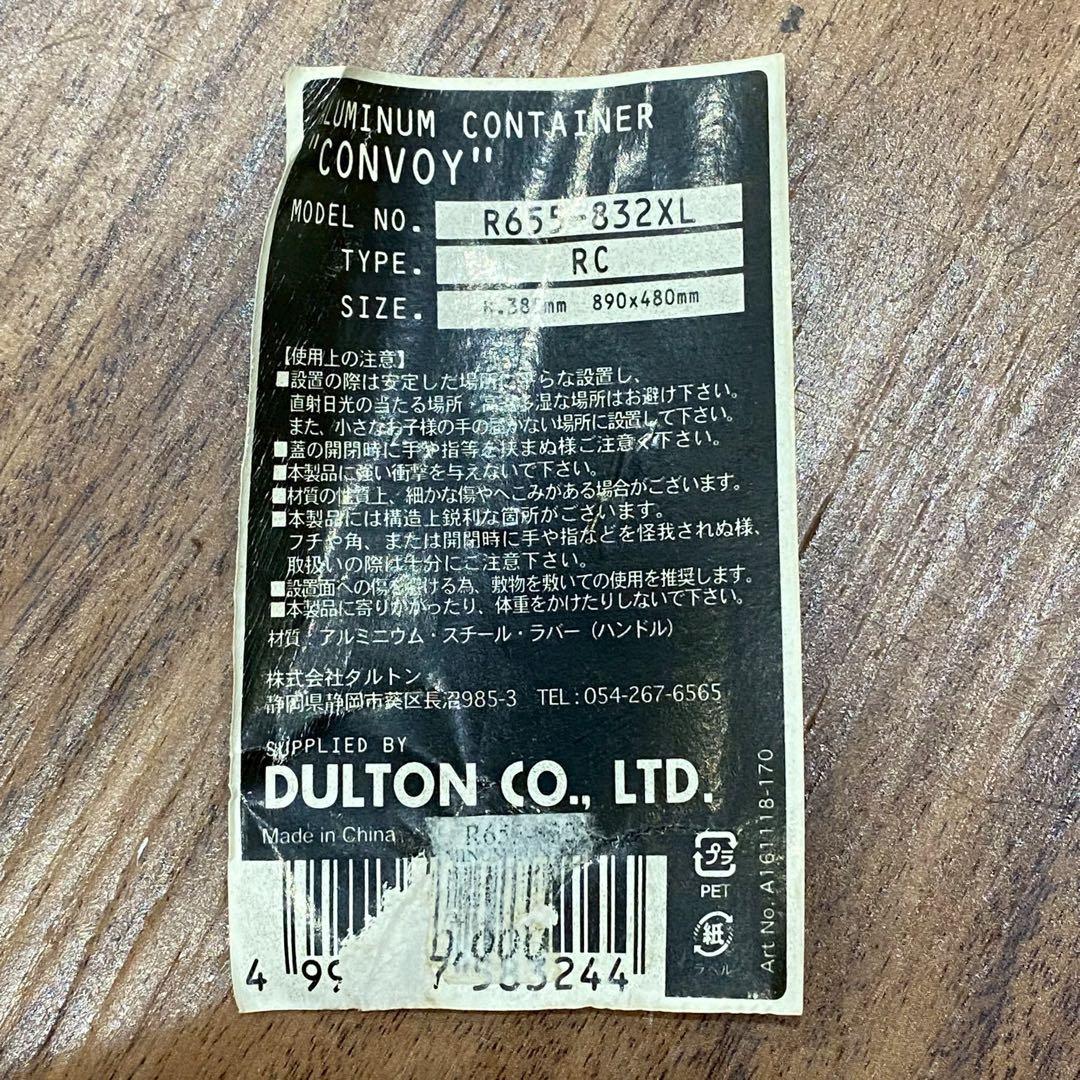 LUMINUM CONTAINER
"CONVOY"
MODEL NO. R655-832XL
TYPE. RC
SIZE. 890x480mm
【使用上の注意】
■設置の際は安定した場所に平らな設置し、
直射日光の当たる場所・高温多湿な場所はお避け下さい。
また、小さなお子様の手の届かない場所に設置して下さい。
■蓋の開閉時に手や指等を挟まぬ様ご注意く下さい。
■本製品に強い衝撃を与えないで下さい。
■材質の性質上、細かな傷やへこみがある場合がございます。
■本製品には構造上鋭利な箇所がございます。
フチや角、または開閉時に手や指などを怪我されぬ様、
取扱いの際は十分にご注意下さい。
■設置面への傷を避ける為、敷物を敷いての使用を推奨します。
■本製品に寄りかがったり、体重をかけたりしないで下さい。
材質：アルミニウム・スチール・ラバー（ハンドル）
株式会社ダルトン
静岡県静岡市葵区長沼985-3 TEL：054-267-6565
SUPPLIED BY
DULTON CO., LTD.
Made in China
プラ
PET
紙
ラベル
Art No. A161118-170
4 99 7 583244